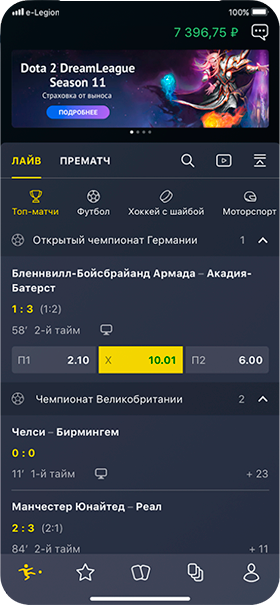 e-Legion 100%
7 396,75 ₽
Dota 2 DreamLeague
Season 11
Страховка от выноса
ПОДРОБНЕЕ
ЛАЙВ ПРЕМАТЧ
Топ-матчи Футбол Хоккей с шайбой Моторспорт
Открытый чемпионат Германии 1
Бленнвилль-Бойсбрайанд Армада – Акадия-
Батерст
1 : 3 (1:2)
58’ 2-й тайм
П1 2.10 X 10.01 П2 6.00
Чемпионат Великобритании 2
Челси – Бирмингем
0 : 0
11’ 1-й тайм + 23
Манчестер Юнайтед – Реал
2 : 3 (2:1)
84’ 2-й тайм + 11